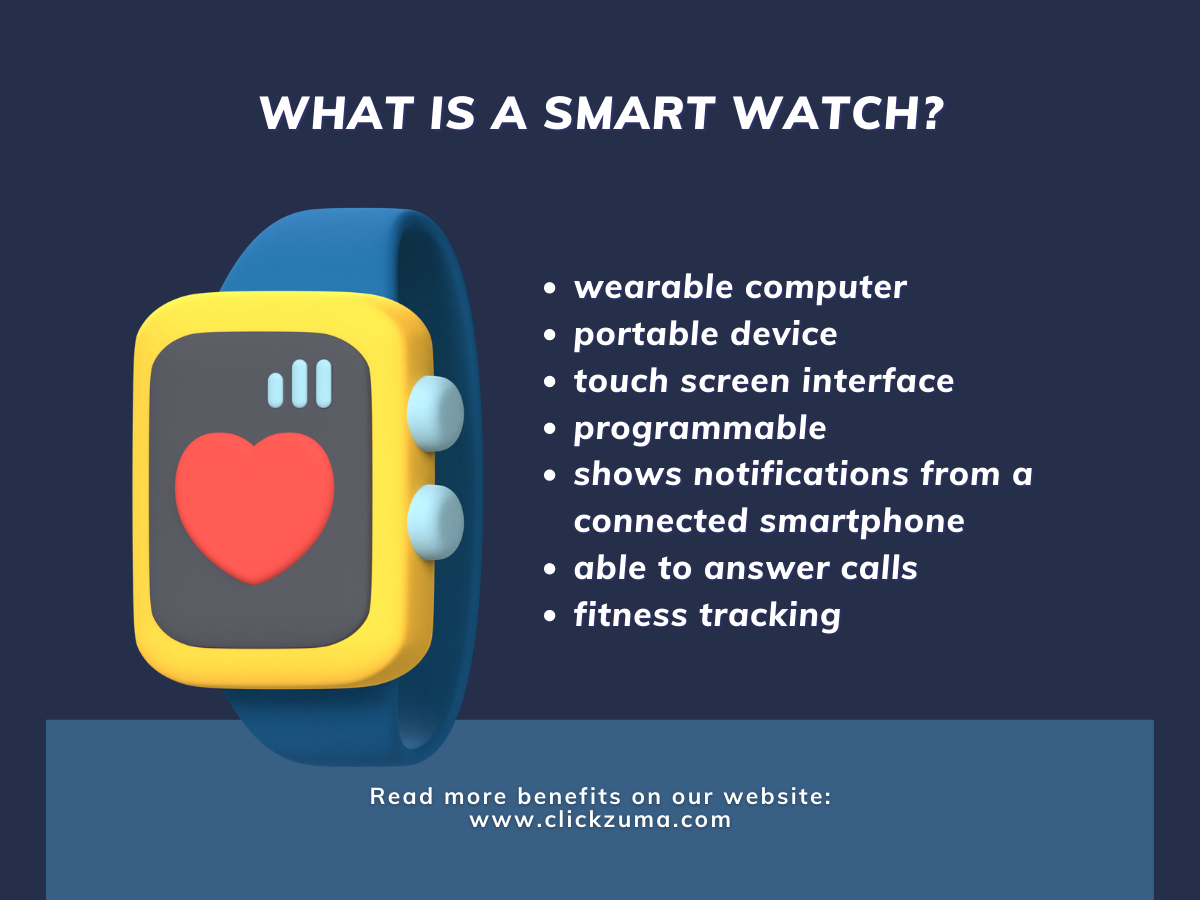 WHAT IS A SMART WATCH?
• wearable computer
• portable device
• touch screen interface
• programmable
• shows notifications from a
connected smartphone
• able to answer calls
• fitness tracking
Read more benefits on our website:
www.clickzuma.com